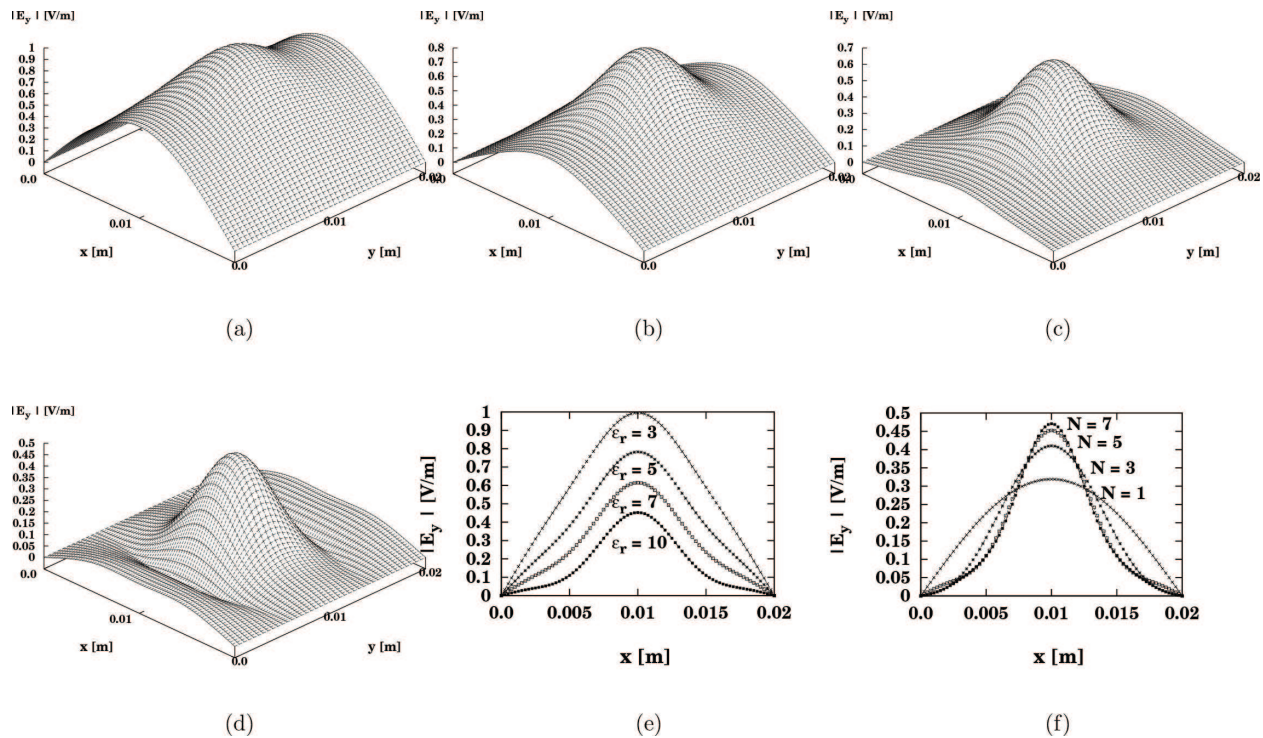 | E_y | [V/m]
1
0.9
0.8
0.7
0.6
0.5
0.4
0.3
0.2
0.1
0
0.0
0.01
x [m]
0.0
0.01
0.02
y [m]
(a)
| E_y | [V/m]
0.8
0.7
0.6
0.5
0.4
0.3
0.2
0.1
0
0.0
0.01
x [m]
0.0
0.01
0.02
y [m]
(b)
| E_y | [V/m]
0.7
0.6
0.5
0.4
0.3
0.2
0.1
0
0.0
0.01
x [m]
0.0
0.01
0.02
y [m]
(c)
| E_y | [V/m]
0.5
0.45
0.4
0.35
0.3
0.25
0.2
0.15
0.1
0.05
0
0.0
0.01
x [m]
0.0
0.01
0.02
y [m]
(d)
| E_y | [V/m]
1
0.9
0.8
0.7
0.6
0.5
0.4
0.3
0.2
0.1
0
ε_r = 3
ε_r = 5
ε_r = 7
ε_r = 10
0.0 0.005 0.01 0.015 0.02
x [m]
(e)
| E_y | [V/m]
0.5
0.45
0.4
0.35
0.3
0.25
0.2
0.15
0.1
0.05
0
N = 7
N = 5
N = 3
N = 1
0.0 0.005 0.01 0.015 0.02
x [m]
(f)